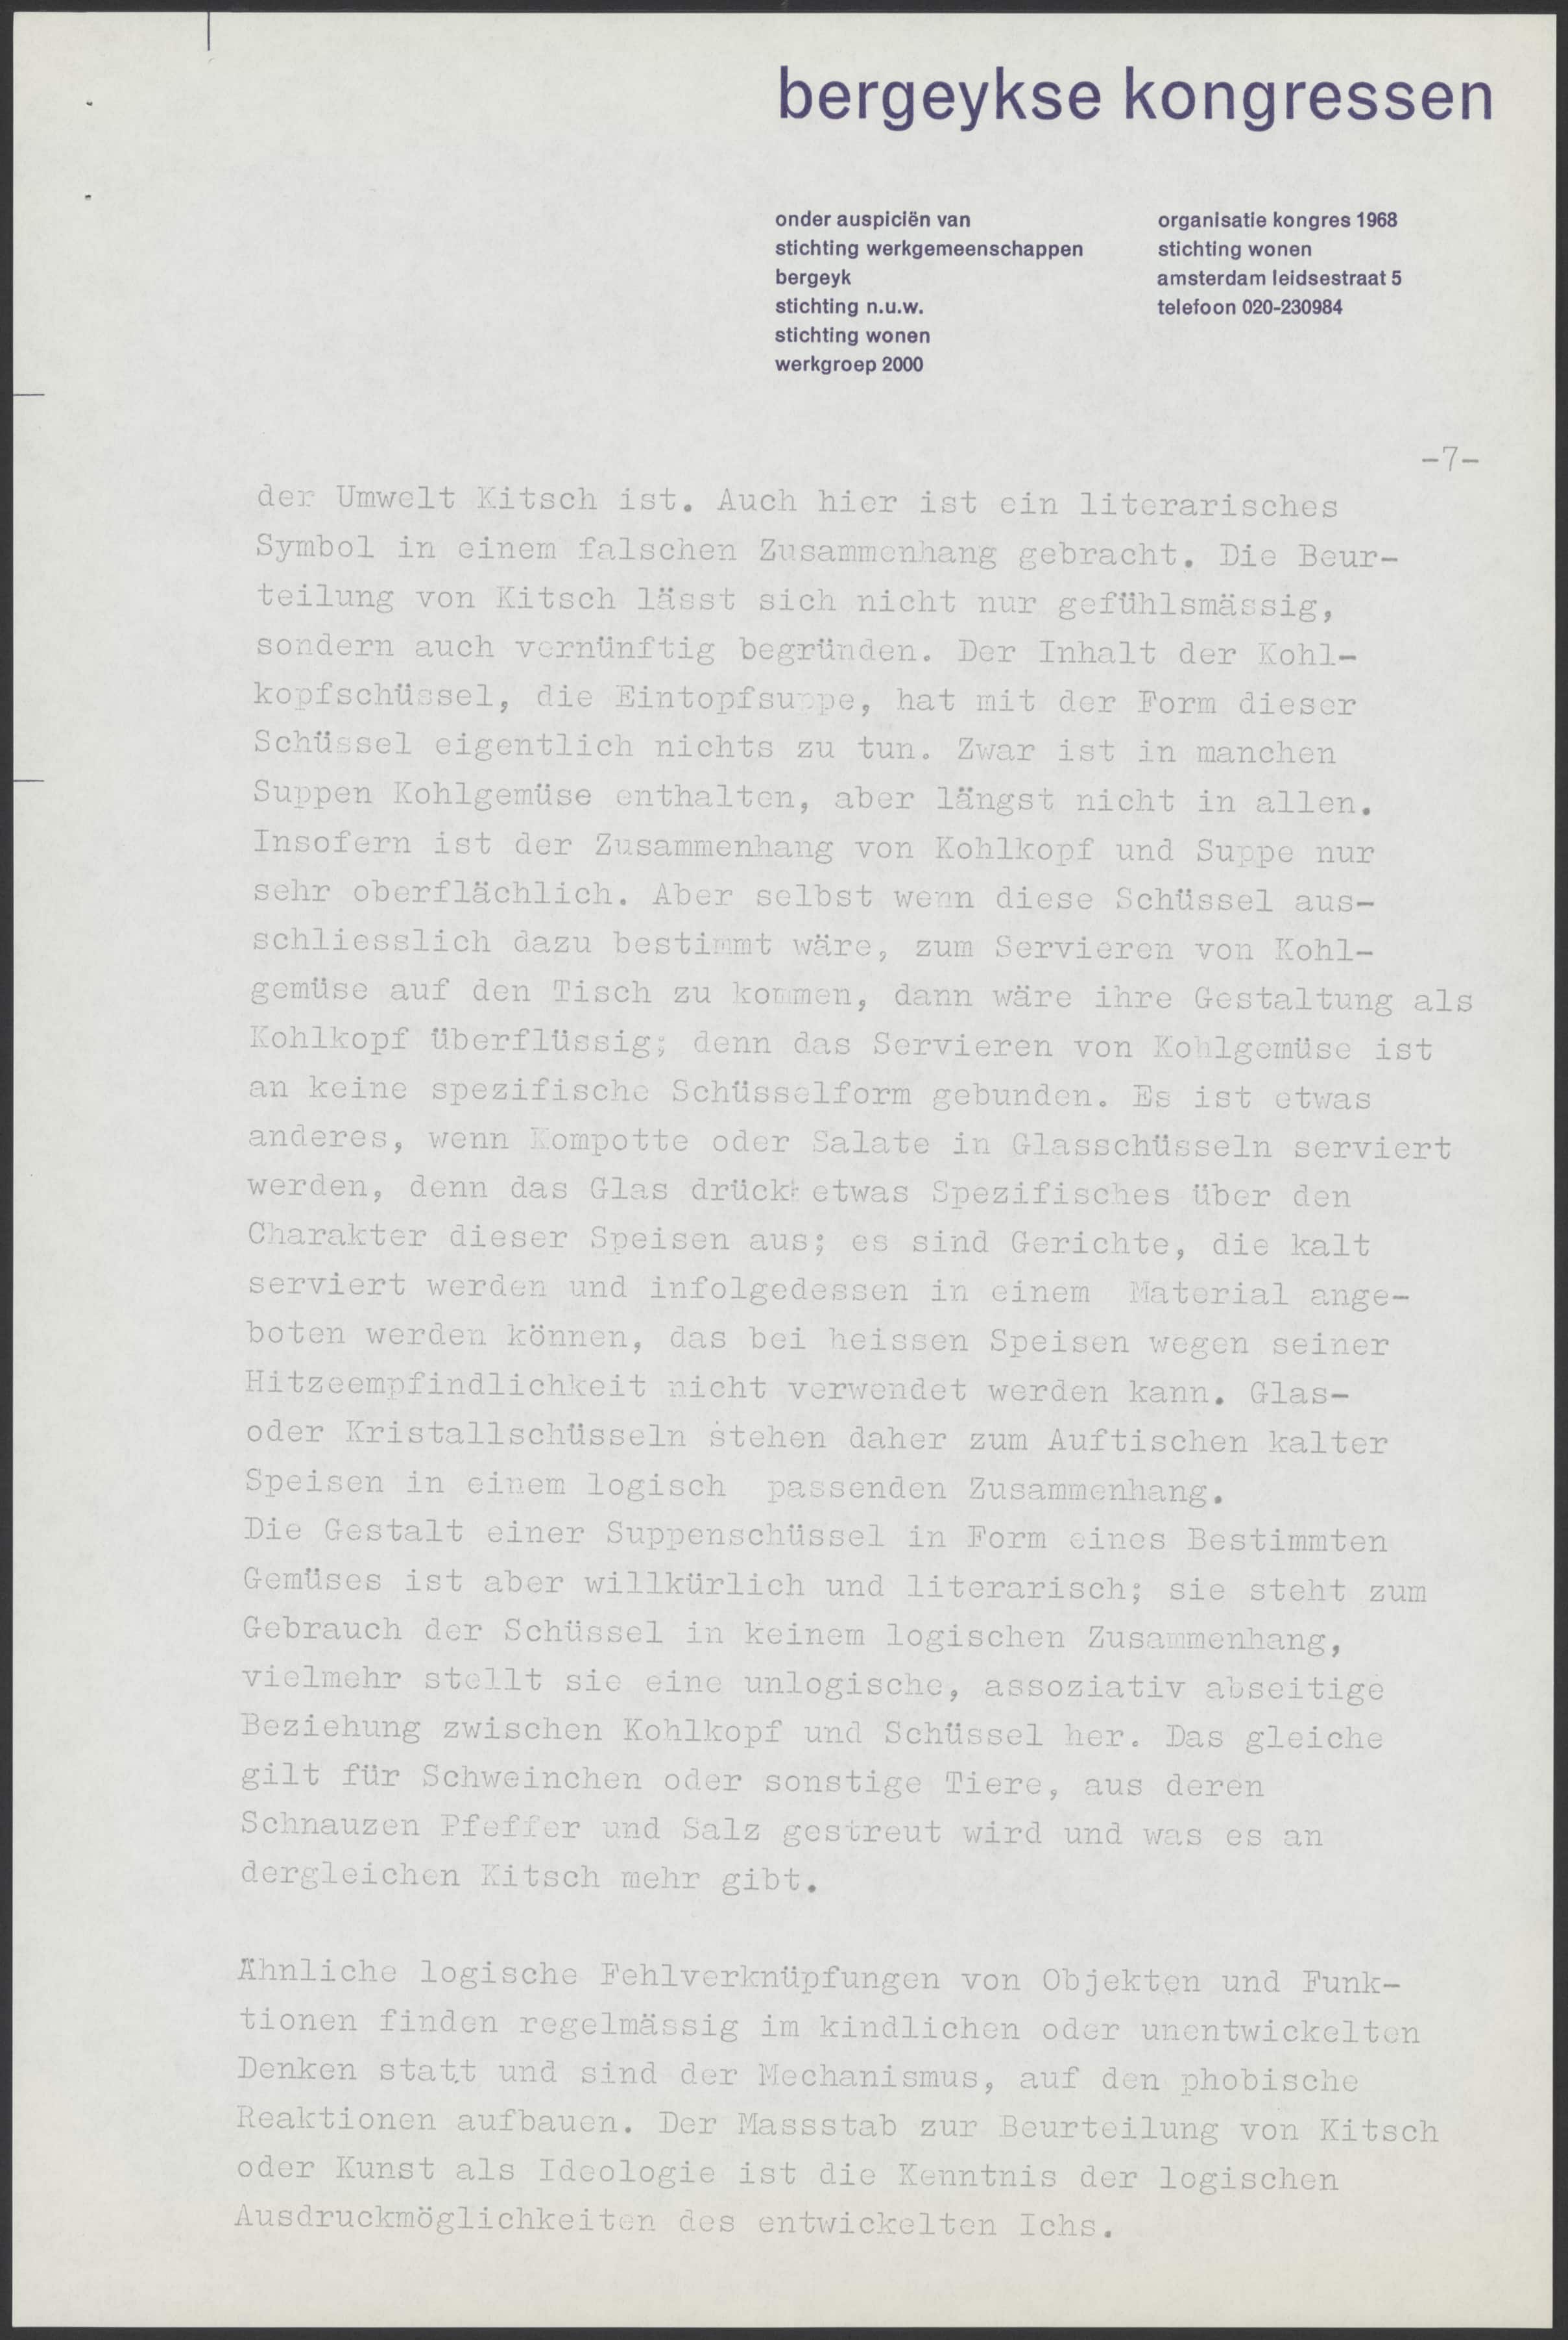 bergeykse kongressen
onder auspiciën van
stichting werkgemeenschappen
bergeyk
stichting n.u.w.
stichting wonen
werkgroep 2000
organisatie kongres 1968
stichting wonen
amsterdam leidsestraat 5
telefoon 020-230984
-7-
der Umwelt Kitsch ist. Auch hier ist ein literarisches
Symbol in einem falschen Zusammenhang gebracht. Die Beur-
teilung von Kitsch lässt sich nicht nur gefühlsmässig,
sondern auch vernünftig begründen. Der Inhalt der Kohl-
kopfschüssel, die Eintopfsuppe, hat mit der Form dieser
Schüssel eigentlich nichts zu tun. Zwar ist in manchen
Suppen Kohlgemüse enthalten, aber längst nicht in allen.
Insofern ist der Zusammenhang von Kohlkopf und Suppe nur
sehr oberflächlich. Aber selbst wenn diese Schüssel aus-
schliesslich dazu bestimmt wäre, zum Servieren von Kohl-
gemüse auf den Tisch zu kommen, dann wäre ihre Gestaltung als
Kohlkopf überflüssig; denn das Servieren von Kohlgemüse ist
an keine spezifische Schüsselform gebunden. Es ist etwas
anderes, wenn Kompotte oder Salate in Glasschüsseln serviert
werden, denn das Glas drückt etwas Spezifisches über den
Charakter dieser Speisen aus; es sind Gerichte, die kalt
serviert werden und infolgedessen in einem Material ange-
boten werden können, das bei heissen Speisen wegen seiner
Hitzeempfindlichkeit nicht verwendet werden kann. Glas-
oder Kristallschüsseln stehen daher zum Auftischen kalter
Speisen in einem logisch passenden Zusammenhang.
Die Gestalt einer Suppenschüssel in Form eines Bestimmten
Gemüses ist aber willkürlich und literarisch; sie steht zum
Gebrauch der Schüssel in keinem logischen Zusammenhang,
vielmehr stellt sie eine unlogische, assoziativ abseitige
Beziehung zwischen Kohlkopf und Schüssel her. Das gleiche
gilt für Schweinchen oder sonstige Tiere, aus deren
Schnauzen Pfeffer und Salz gestreut wird und was es an
dergleichen Kitsch mehr gibt.
Ähnliche logische Fehlverknüpfungen von Objekten und Funk-
tionen finden regelmässig im kindlichen oder unentwickelten
Denken statt und sind der Mechanismus, auf den phobische
Reaktionen aufbauen. Der Massstab zur Beurteilung von Kitsch
oder Kunst als Ideologie ist die Kenntnis der logischen
Ausdruckmöglichkeiten des entwickelten Ichs.